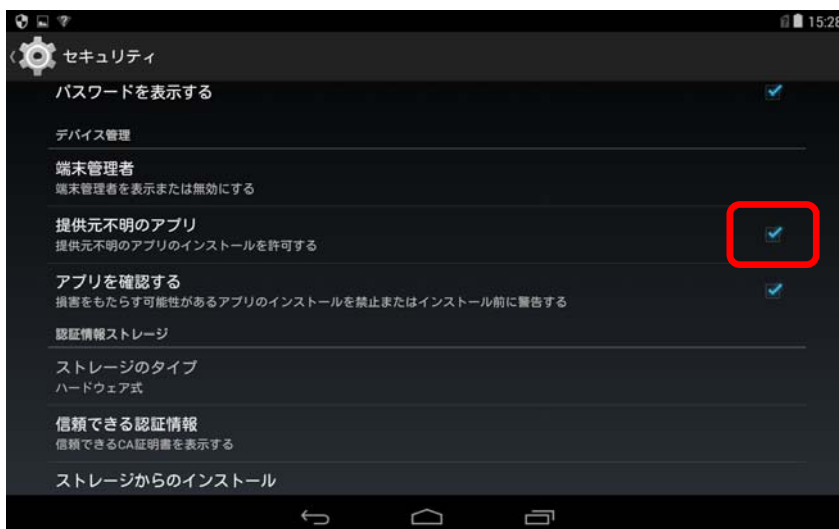 15:28
セキュリティ
パスワードを表示する
デバイス管理
端末管理者
端末管理者を表示または無効にする
提供元不明のアプリ
提供元不明のアプリのインストールを許可する
アプリを確認する
損害をもたらす可能性があるアプリのインストールを禁止またはインストール前に警告する
認証情報ストレージ
ストレージのタイプ
ハードウェア式
信頼できる認証情報
信頼できるCA証明書を表示する
ストレージからのインストール